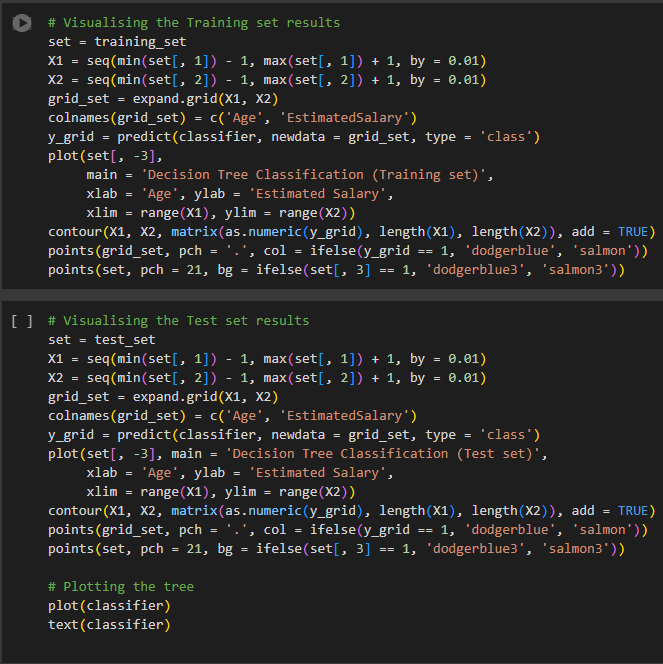 # Visualising the Training set results
set = training_set
X1 = seq(min(set[, 1]) - 1, max(set[, 1]) + 1, by = 0.01)
X2 = seq(min(set[, 2]) - 1, max(set[, 2]) + 1, by = 0.01)
grid_set = expand.grid(X1, X2)
colnames(grid_set) = c('Age', 'EstimatedSalary')
y_grid = predict(classifier, newdata = grid_set, type = 'class')
plot(set[, -3],
     main = 'Decision Tree Classification (Training set)',
     xlab = 'Age', ylab = 'Estimated Salary',
     xlim = range(X1), ylim = range(X2))
contour(X1, X2, matrix(as.numeric(y_grid), length(X1), length(X2)), add = TRUE)
points(grid_set, pch = '.', col = ifelse(y_grid == 1, 'dodgerblue', 'salmon'))
points(set, pch = 21, bg = ifelse(set[, 3] == 1, 'dodgerblue3', 'salmon3'))
[ ] # Visualising the Test set results
set = test_set
X1 = seq(min(set[, 1]) - 1, max(set[, 1]) + 1, by = 0.01)
X2 = seq(min(set[, 2]) - 1, max(set[, 2]) + 1, by = 0.01)
grid_set = expand.grid(X1, X2)
colnames(grid_set) = c('Age', 'EstimatedSalary')
y_grid = predict(classifier, newdata = grid_set, type = 'class')
plot(set[, -3], main = 'Decision Tree Classification (Test set)',
     xlab = 'Age', ylab = 'Estimated Salary',
     xlim = range(X1), ylim = range(X2))
contour(X1, X2, matrix(as.numeric(y_grid), length(X1), length(X2)), add = TRUE)
points(grid_set, pch = '.', col = ifelse(y_grid == 1, 'dodgerblue', 'salmon'))
points(set, pch = 21, bg = ifelse(set[, 3] == 1, 'dodgerblue3', 'salmon3'))
# Plotting the tree
plot(classifier)
text(classifier)